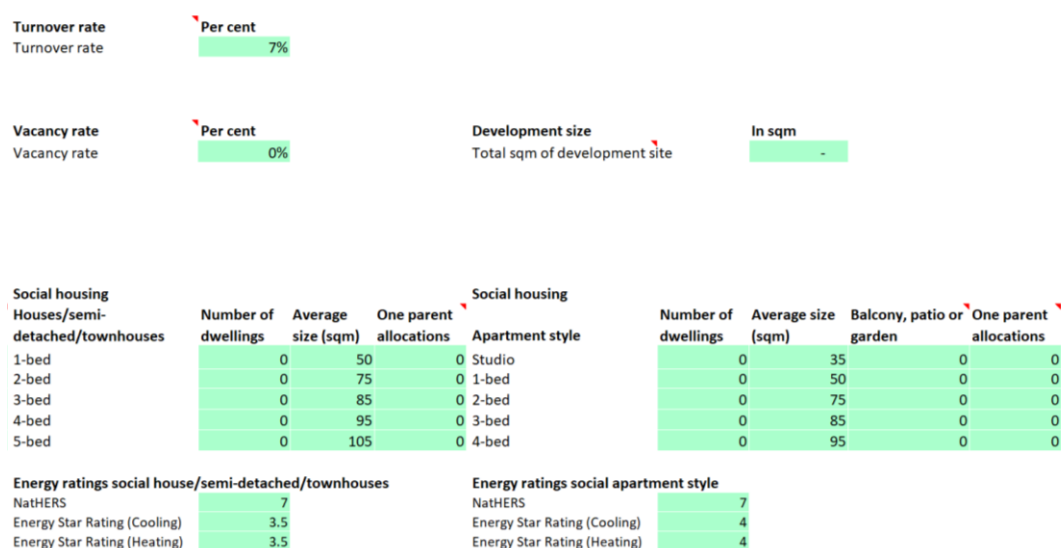 Turnover rate Per cent
Turnover rate 7%
Vacancy rate Per cent Development size In sqm
Vacancy rate 0% Total sqm of development site -
Social housing Social housing
Houses/semi- Number of Average One parent Number of Average size Balcony, patio or One parent
detached/townhouses dwellings size (sqm) allocations Apartment style dwellings (sqm) garden allocations
1-bed 0 50 0 Studio 0 35 0 0
2-bed 0 75 0 1-bed 0 50 0 0
3-bed 0 85 0 2-bed 0 75 0 0
4-bed 0 95 0 3-bed 0 85 0 0
5-bed 0 105 0 4-bed 0 95 0 0
Energy ratings social house/semi-detached/townhouses Energy ratings social apartment style
NatHERS 7 NatHERS 7
Energy Star Rating (Cooling) 3.5 Energy Star Rating (Cooling) 4
Energy Star Rating (Heating) 3.5 Energy Star Rating (Heating) 4